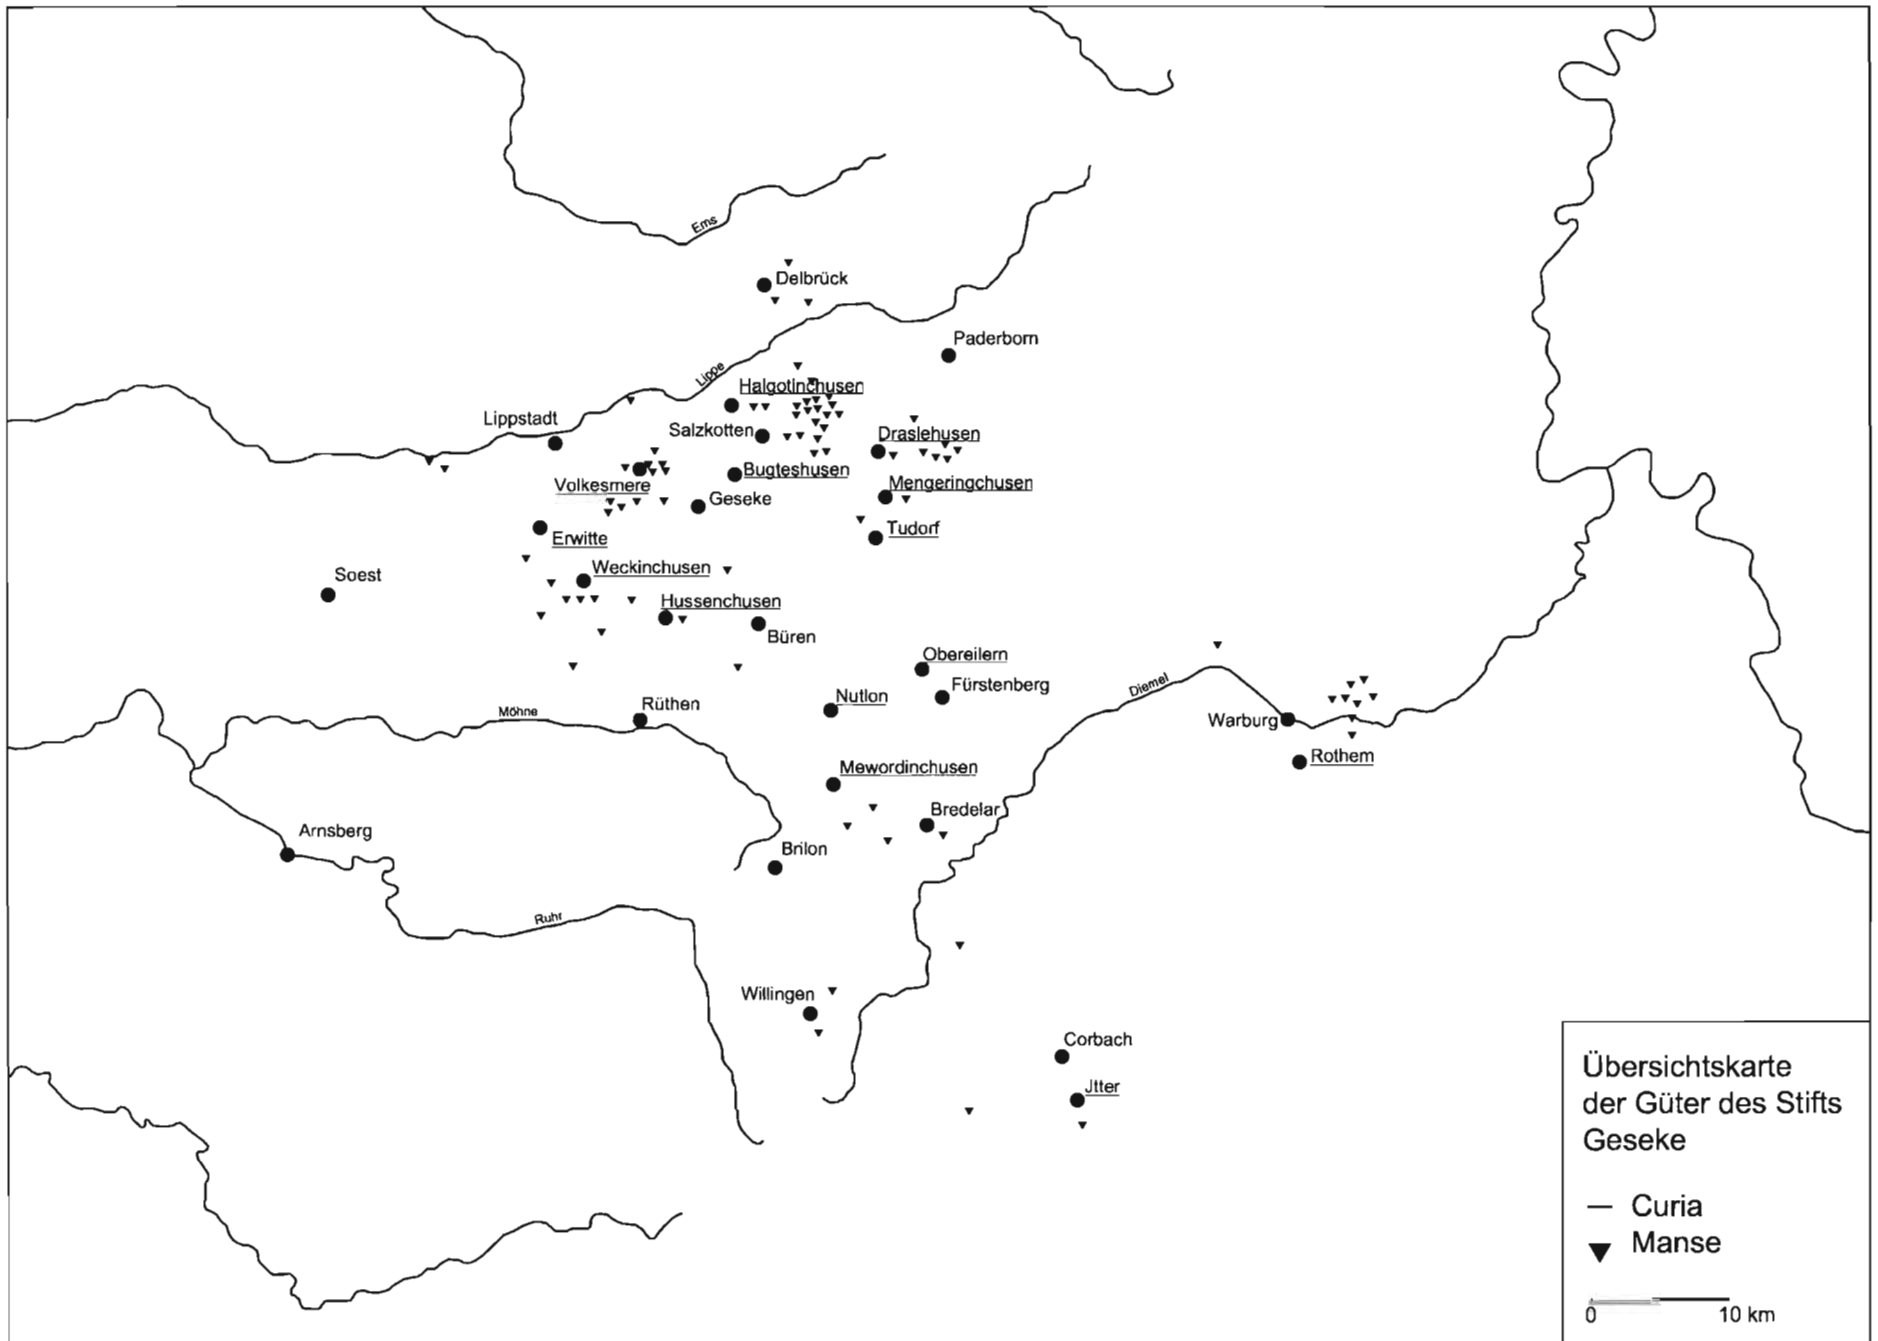 Ems
Delbrück
Paderborn
Lippe
Halgotinchusen
Lippstadt
Salzkotten
Draslehusen
Bugteshusen
Volkesmere
Mengeringchusen
Geseke
Tudorf
Erwitte
Weckinchusen
Soest
Hussenchusen
Büren
Obereilern
Fürstenberg
Diemel
Nutlon
Rüthen
Möhne
Warburg
Rothem
Mewordinchusen
Bredelar
Arnsberg
Brilon
Ruhr
Willingen
Corbach
Jtter
Übersichtskarte
der Güter des Stifts
Geseke
Curia
Manse
0 10 km